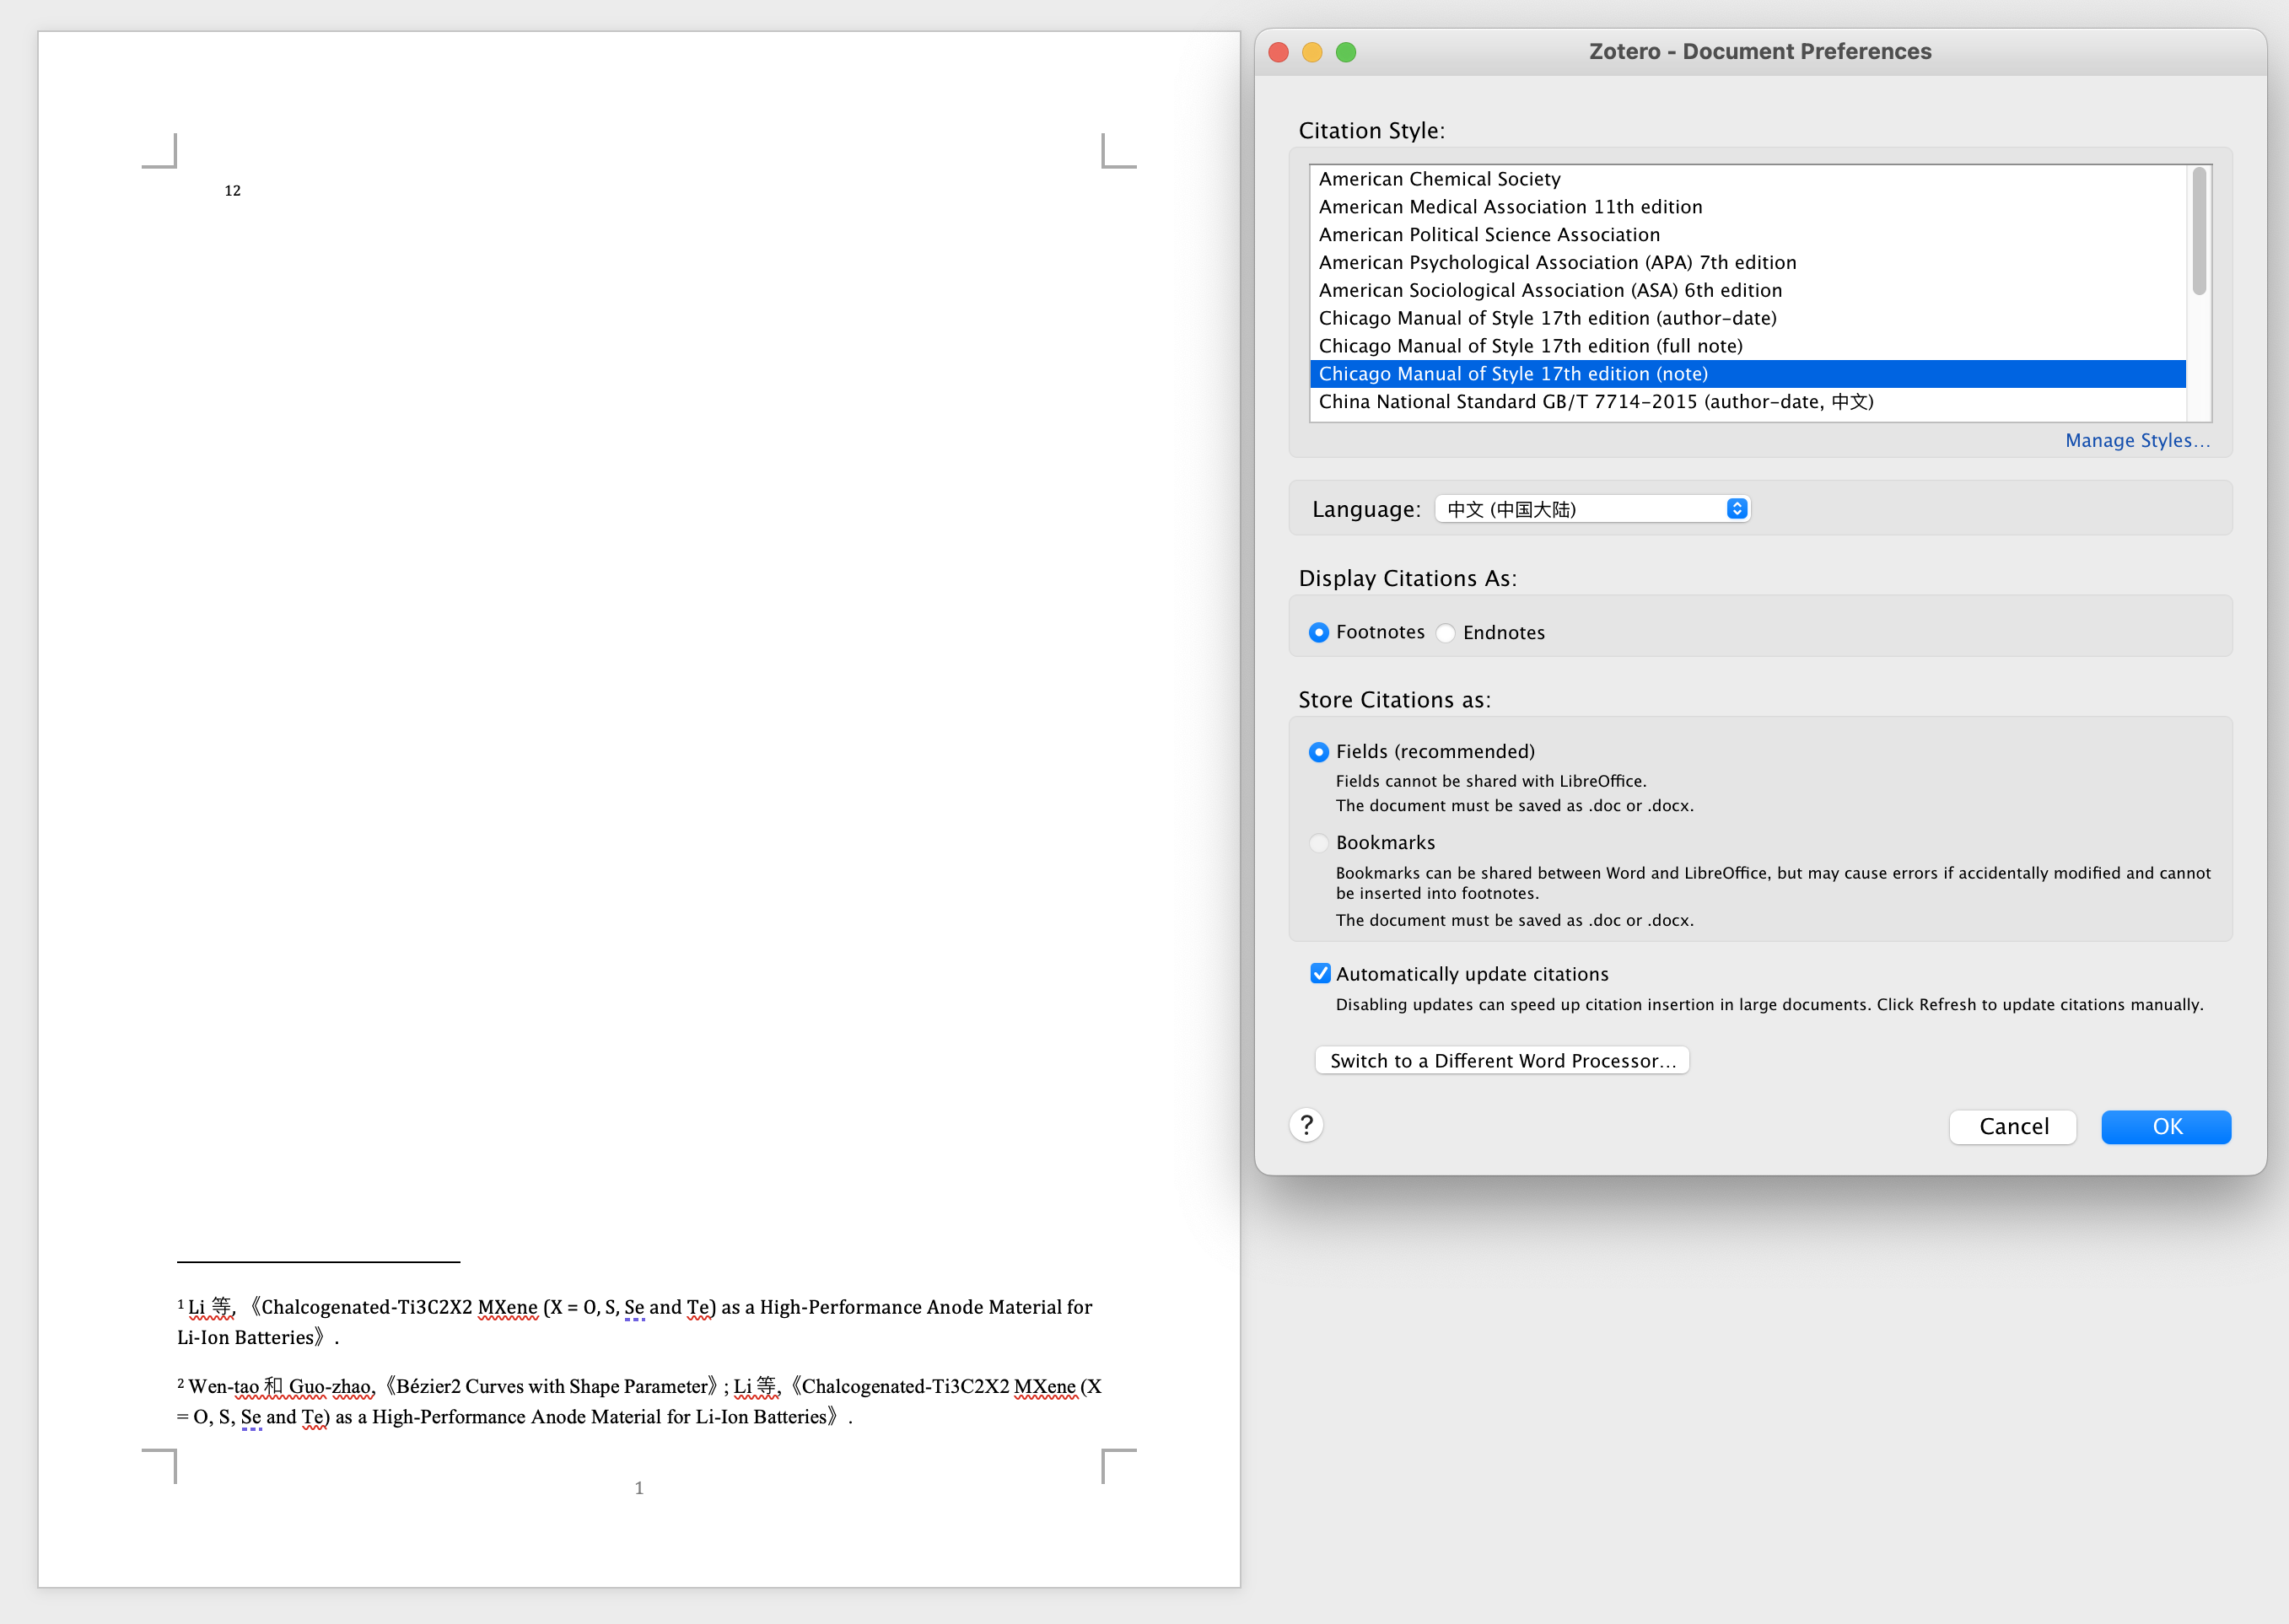 12
1 Li 等, 《Chalcogenated-Ti3C2X2 MXene (X = O, S, Se and Te) as a High-Performance Anode Material for
Li-Ion Batteries》.
2 Wen-tao 和 Guo-zhao, 《Bézier2 Curves with Shape Parameter》; Li 等, 《Chalcogenated-Ti3C2X2 MXene (X
= O, S, Se and Te) as a High-Performance Anode Material for Li-Ion Batteries》.
1
Zotero - Document Preferences
Citation Style:
American Chemical Society
American Medical Association 11th edition
American Political Science Association
American Psychological Association (APA) 7th edition
American Sociological Association (ASA) 6th edition
Chicago Manual of Style 17th edition (author-date)
Chicago Manual of Style 17th edition (full note)
Chicago Manual of Style 17th edition (note)
China National Standard GB/T 7714-2015 (author-date, 中文)
Manage Styles...
Language: 中文 (中国大陆)
Display Citations As:
Footnotes Endnotes
Store Citations as:
Fields (recommended)
Fields cannot be shared with LibreOffice.
The document must be saved as .doc or .docx.
Bookmarks
Bookmarks can be shared between Word and LibreOffice, but may cause errors if accidentally modified and cannot
be inserted into footnotes.
The document must be saved as .doc or .docx.
Automatically update citations
Disabling updates can speed up citation insertion in large documents. Click Refresh to update citations manually.
Switch to a Different Word Processor...
? Cancel OK